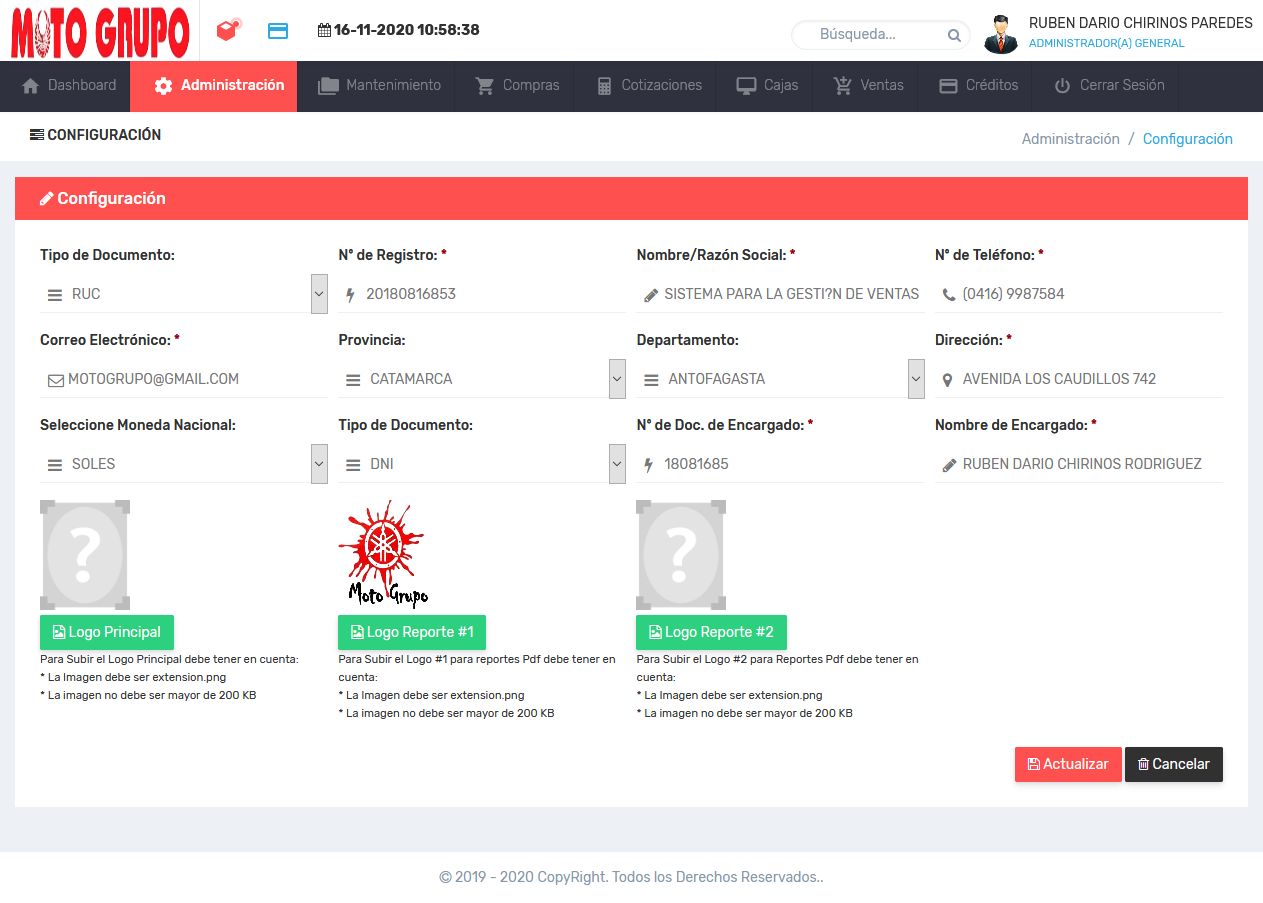 MOTO GRUPO
16-11-2020 10:58:38
Búsqueda...
RUBEN DARIO CHIRINOS PAREDES
ADMINISTRADOR(A) GENERAL
Dashboard
Administración
Mantenimiento
Compras
Cotizaciones
Cajas
Ventas
Créditos
Cerrar Sesión
CONFIGURACIÓN
Administración / Configuración
Configuración
Tipo de Documento:
Nº de Registro: *
Nombre/Razón Social: *
Nº de Teléfono: *
RUC
20180816853
SISTEMA PARA LA GESTI?N DE VENTAS
(0416) 9987584
Correo Electrónico: *
Provincia:
Departamento:
Dirección: *
MOTOGRUPO@GMAIL.COM
CATAMARCA
ANTOFAGASTA
AVENIDA LOS CAUDILLOS 742
Seleccione Moneda Nacional:
Tipo de Documento:
Nº de Doc. de Encargado: *
Nombre de Encargado: *
SOLES
DNI
18081685
RUBEN DARIO CHIRINOS RODRIGUEZ
?
Moto Grupo
?
Logo Principal
Logo Reporte #1
Logo Reporte #2
Para Subir el Logo Principal debe tener en cuenta:
* La Imagen debe ser extension.png
* La imagen no debe ser mayor de 200 KB
Para Subir el Logo #1 para reportes Pdf debe tener en
cuenta:
* La Imagen debe ser extension.png
* La imagen no debe ser mayor de 200 KB
Para Subir el Logo #2 para Reportes Pdf debe tener en
cuenta:
* La Imagen debe ser extension.png
* La imagen no debe ser mayor de 200 KB
Actualizar
Cancelar
© 2019 - 2020 CopyRight. Todos los Derechos Reservados..